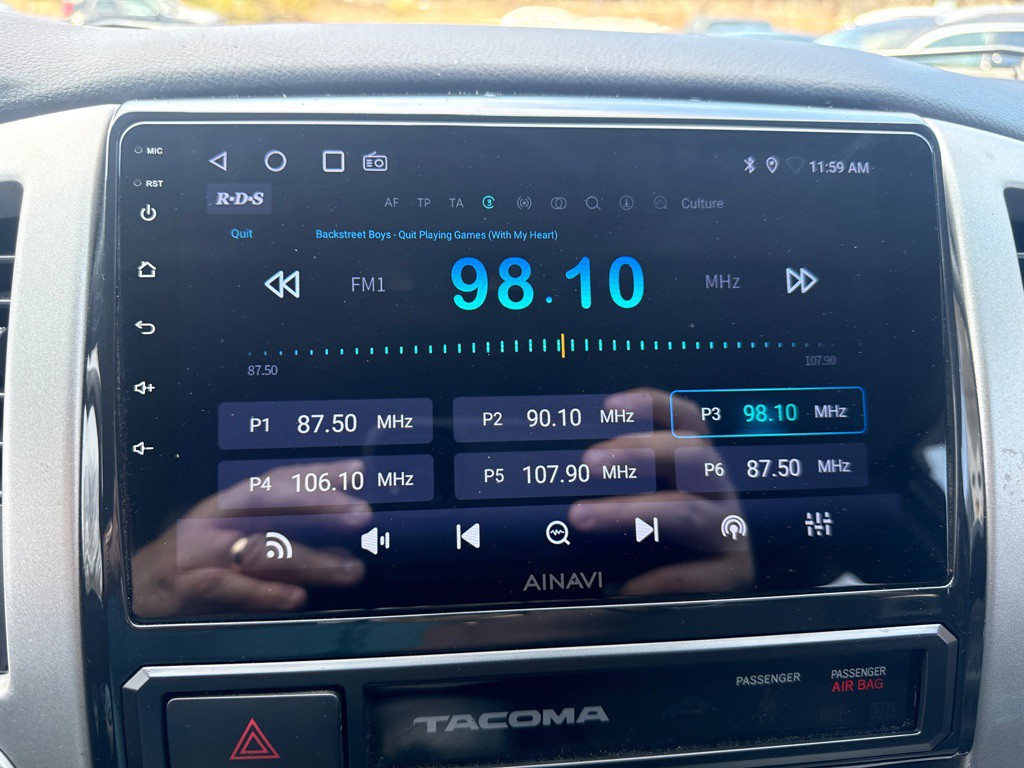 MIC
RST
11:59 AM
R·D·S
AF TP TA 3 Culture
Quit
Backstreet Boys - Quit Playing Games (With My Heart)
FM1 98.10 MHz
87.50 107.90
P1 87.50 MHz
P2 90.10 MHz
P3 98.10 MHz
P4 106.10 MHz
P5 107.90 MHz
P6 87.50 MHz
AINAVI
PASSENGER
PASSENGER
AIR BAG
TACOMA